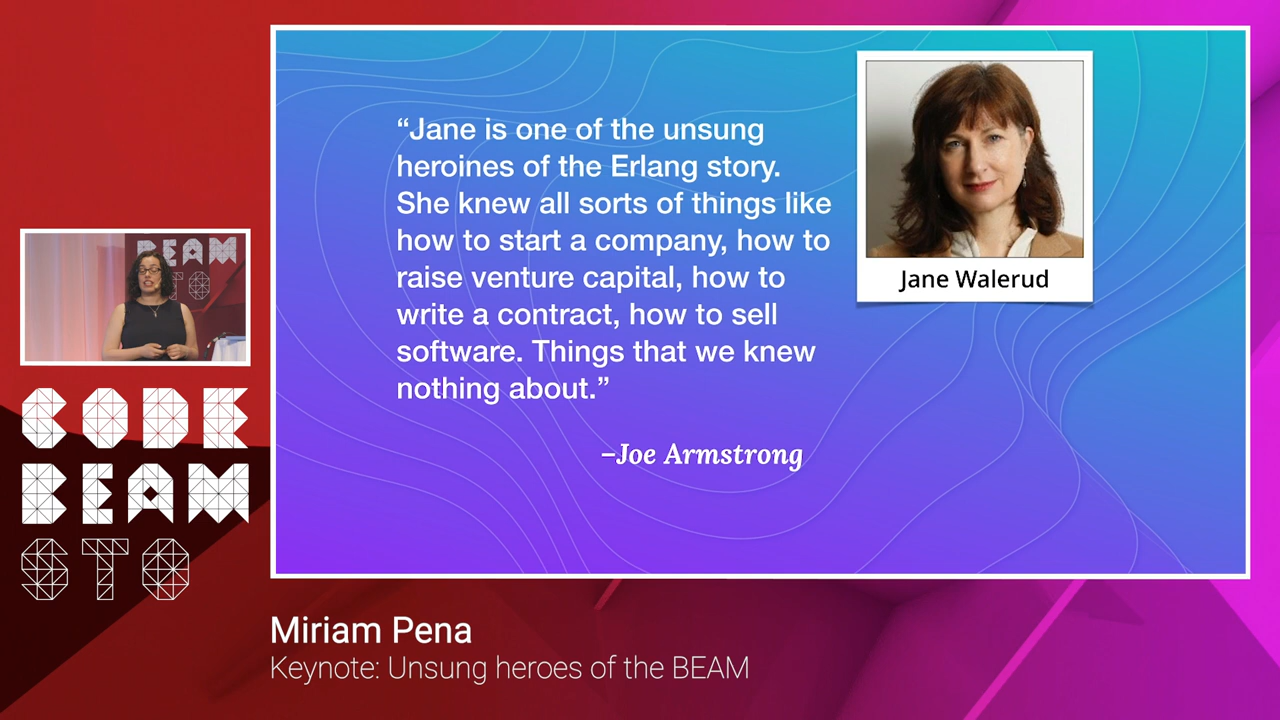 “Jane is one of the unsung
heroines of the Erlang story.
She knew all sorts of things like
how to start a company, how to
raise venture capital, how to
write a contract, how to sell
software. Things that we knew
nothing about.”
–Joe Armstrong
Jane Walerud
BEAM
STO
CODE
BEAM
STO
Miriam Pena
Keynote: Unsung heroes of the BEAM